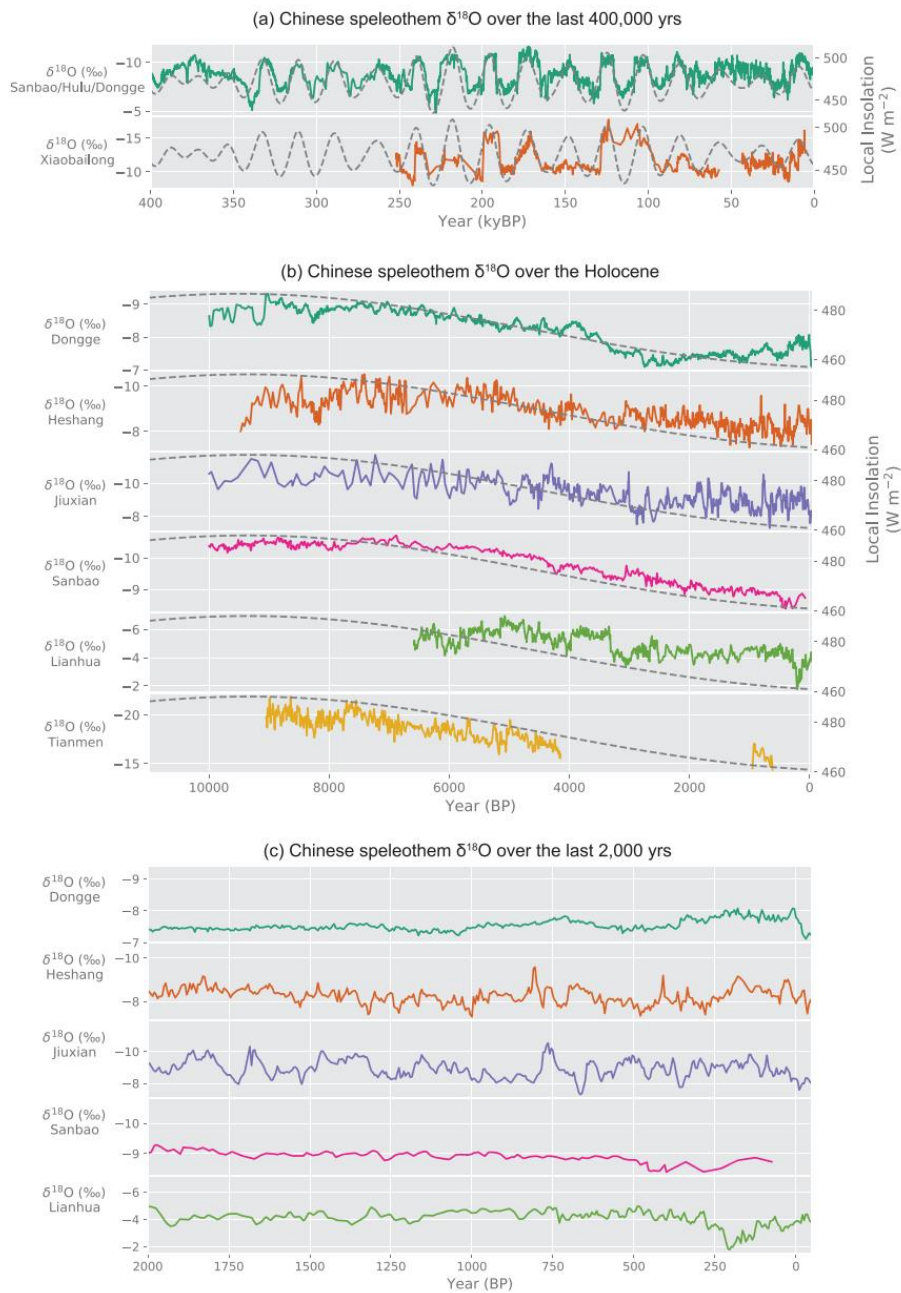 (a) Chinese speleothem δ¹⁸O over the last 400,000 yrs
δ¹⁸O (‰)
Sanbao/Hulu/Dongge
−10
−5
500
450
δ¹⁸O (‰)
Xiaobailong
−15
−10
500
450
Local Insolation
(W m⁻²)
400 350 300 250 200 150 100 50 0
Year (kyBP)
(b) Chinese speleothem δ¹⁸O over the Holocene
δ¹⁸O (‰)
Dongge
−9
−8
−7
480
460
δ¹⁸O (‰)
Heshang
−10
−8
480
460
δ¹⁸O (‰)
Jiuxian
−10
−8
480
460
δ¹⁸O (‰)
Sanbao
−10
−9
480
460
δ¹⁸O (‰)
Lianhua
−6
−4
−2
480
460
δ¹⁸O (‰)
Tianmen
−20
−15
480
460
Local Insolation
(W m⁻²)
10000 8000 6000 4000 2000 0
Year (BP)
(c) Chinese speleothem δ¹⁸O over the last 2,000 yrs
δ¹⁸O (‰)
Dongge
−9
−8
−7
δ¹⁸O (‰)
Heshang
−10
−8
δ¹⁸O (‰)
Jiuxian
−10
−8
δ¹⁸O (‰)
Sanbao
−10
−9
δ¹⁸O (‰)
Lianhua
−6
−4
−2
2000 1750 1500 1250 1000 750 500 250 0
Year (BP)